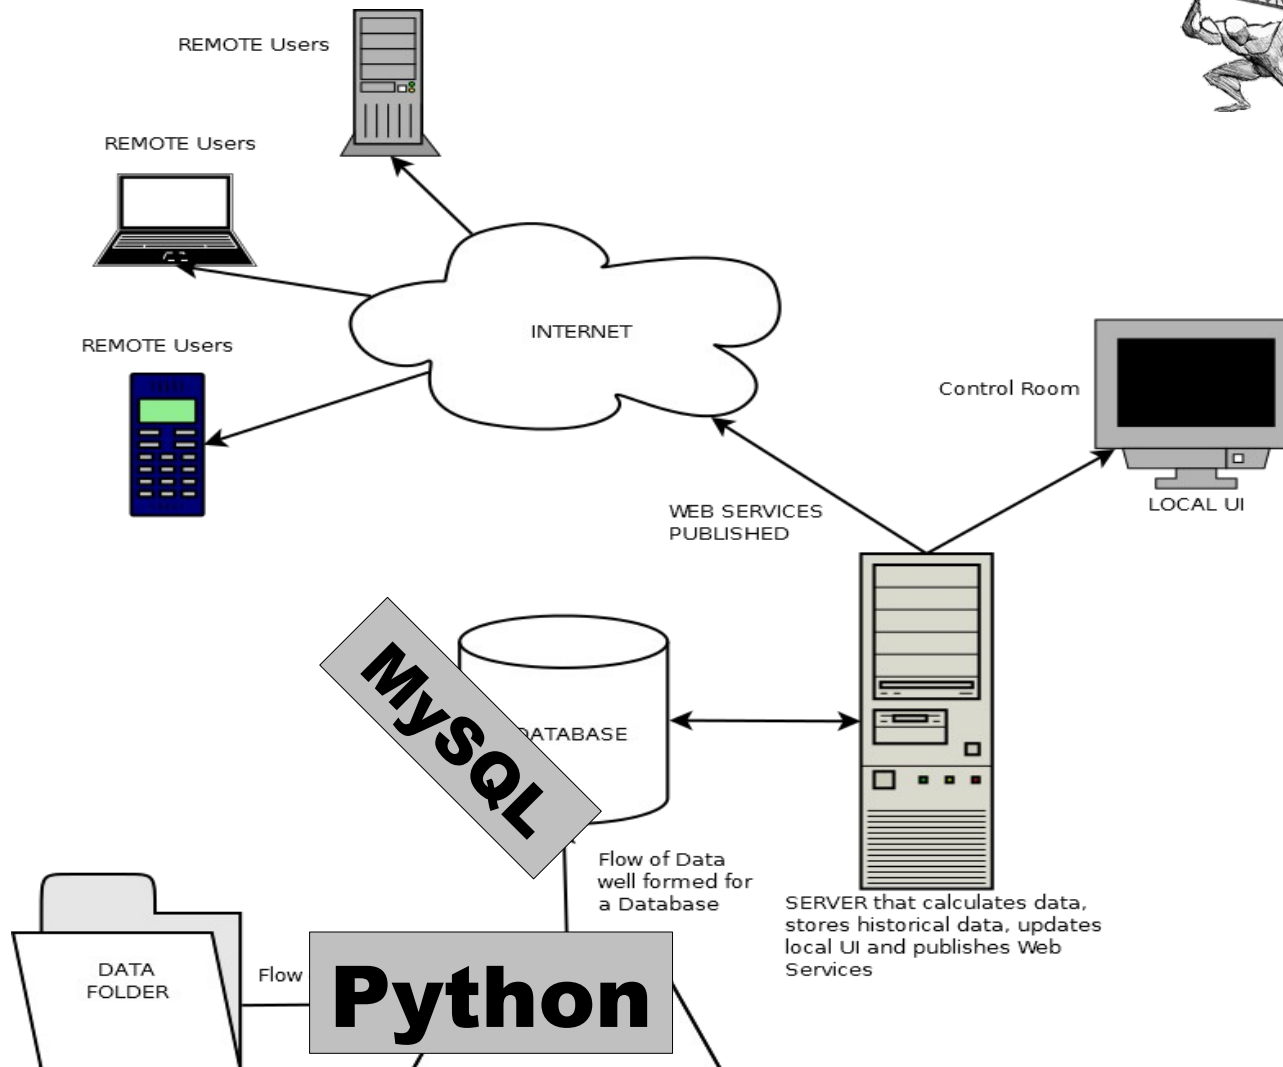 REMOTE Users
REMOTE Users
REMOTE Users
INTERNET
Control Room
LOCAL UI
WEB SERVICES
PUBLISHED
MySQL
DATABASE
Flow of Data
well formed for
a Database
SERVER that calculates data,
stores historical data, updates
local UI and publishes Web
Services
DATA
FOLDER
Flow
Python